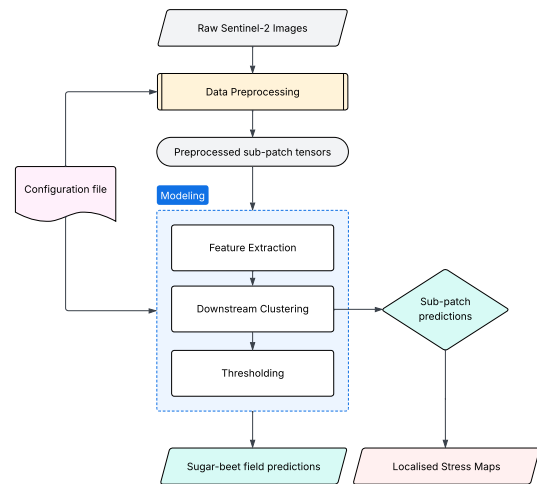 Raw Sentinel-2 Images
Data Preprocessing
Preprocessed sub-patch tensors
Configuration file
Modeling
Feature Extraction
Downstream Clustering
Sub-patch
predictions
Thresholding
Sugar-beet field predictions
Localised Stress Maps